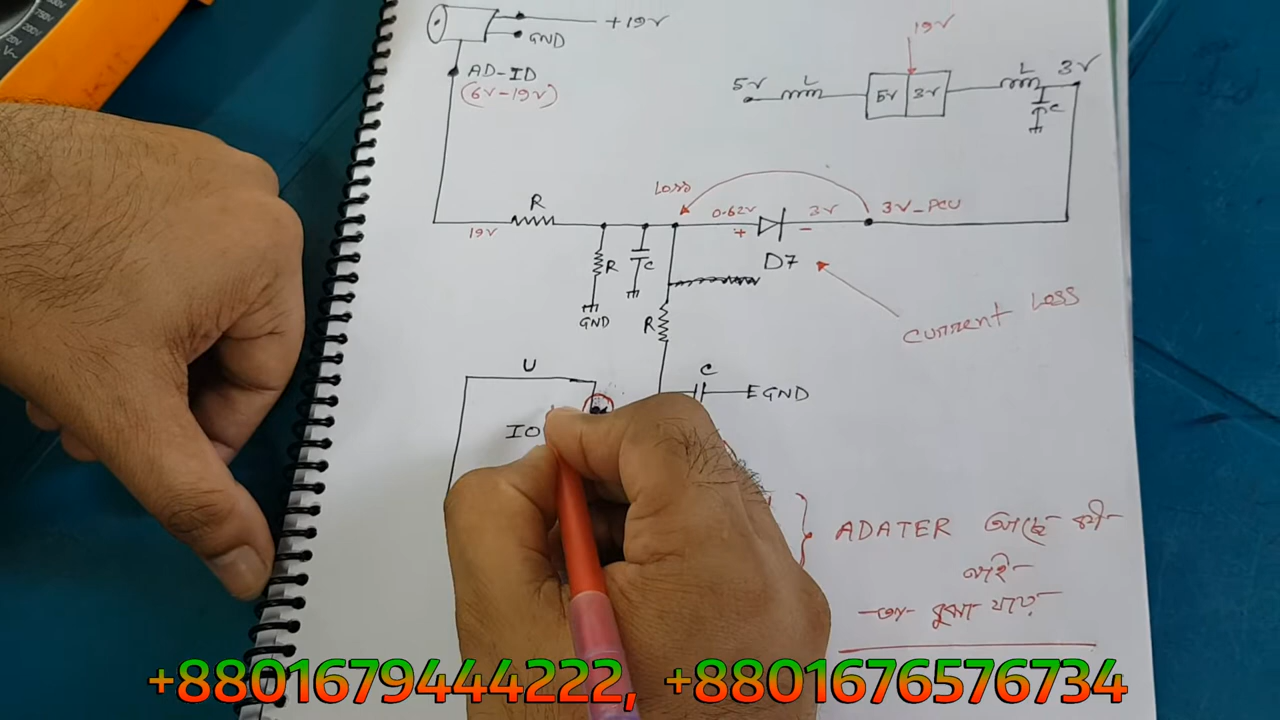 +19V
GND
AD-ID
(6V-19V)
19V
5V
L
5V
3V
L
3V
C
R
19V
Loss
0.62V
+
3V
-
3V_PCU
D7
R
GND
C
R
current Loss
U
C
GND
IO
ADATER আছে কী
নাই
তা বুঝা যায়
+8801679444222, +8801676576734